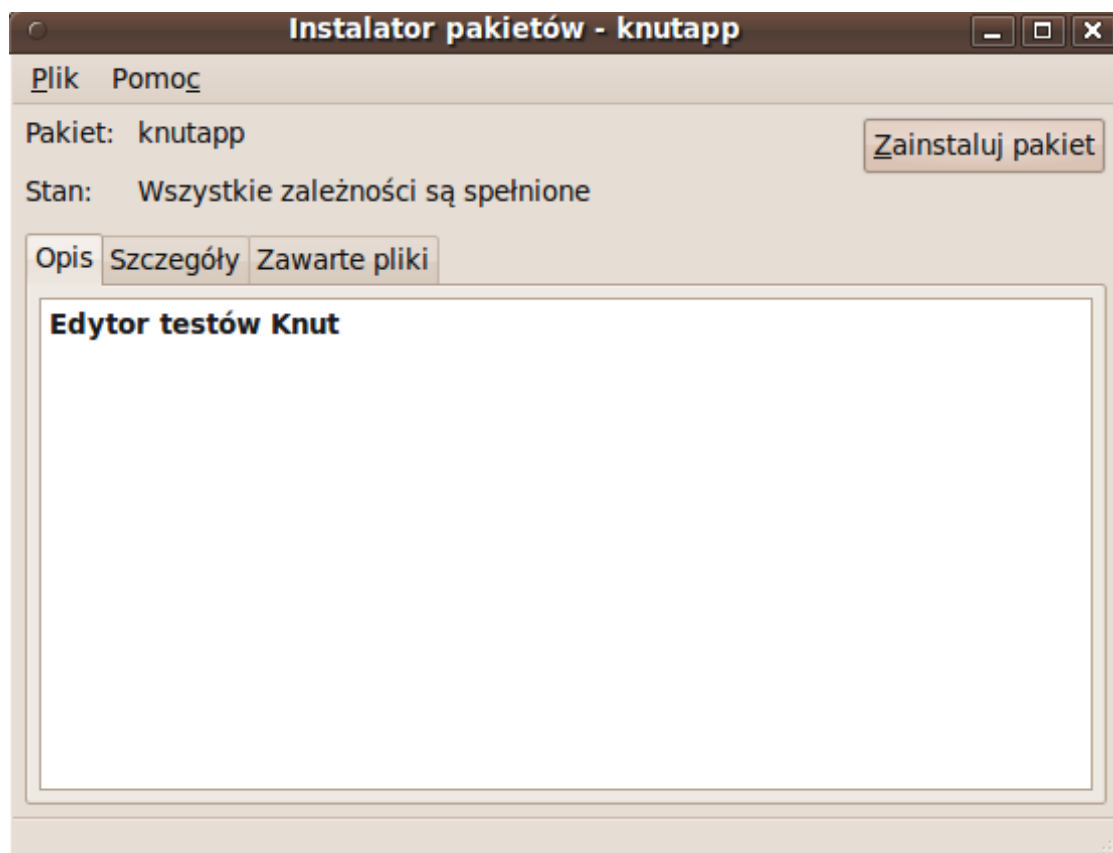 Instalator pakietów - knutapp
Plik Pomoc
Pakiet: knutapp
Zainstaluj pakiet
Stan: Wszystkie zależności są spełnione
Opis Szczegóły Zawarte pliki
Edytor testów Knut